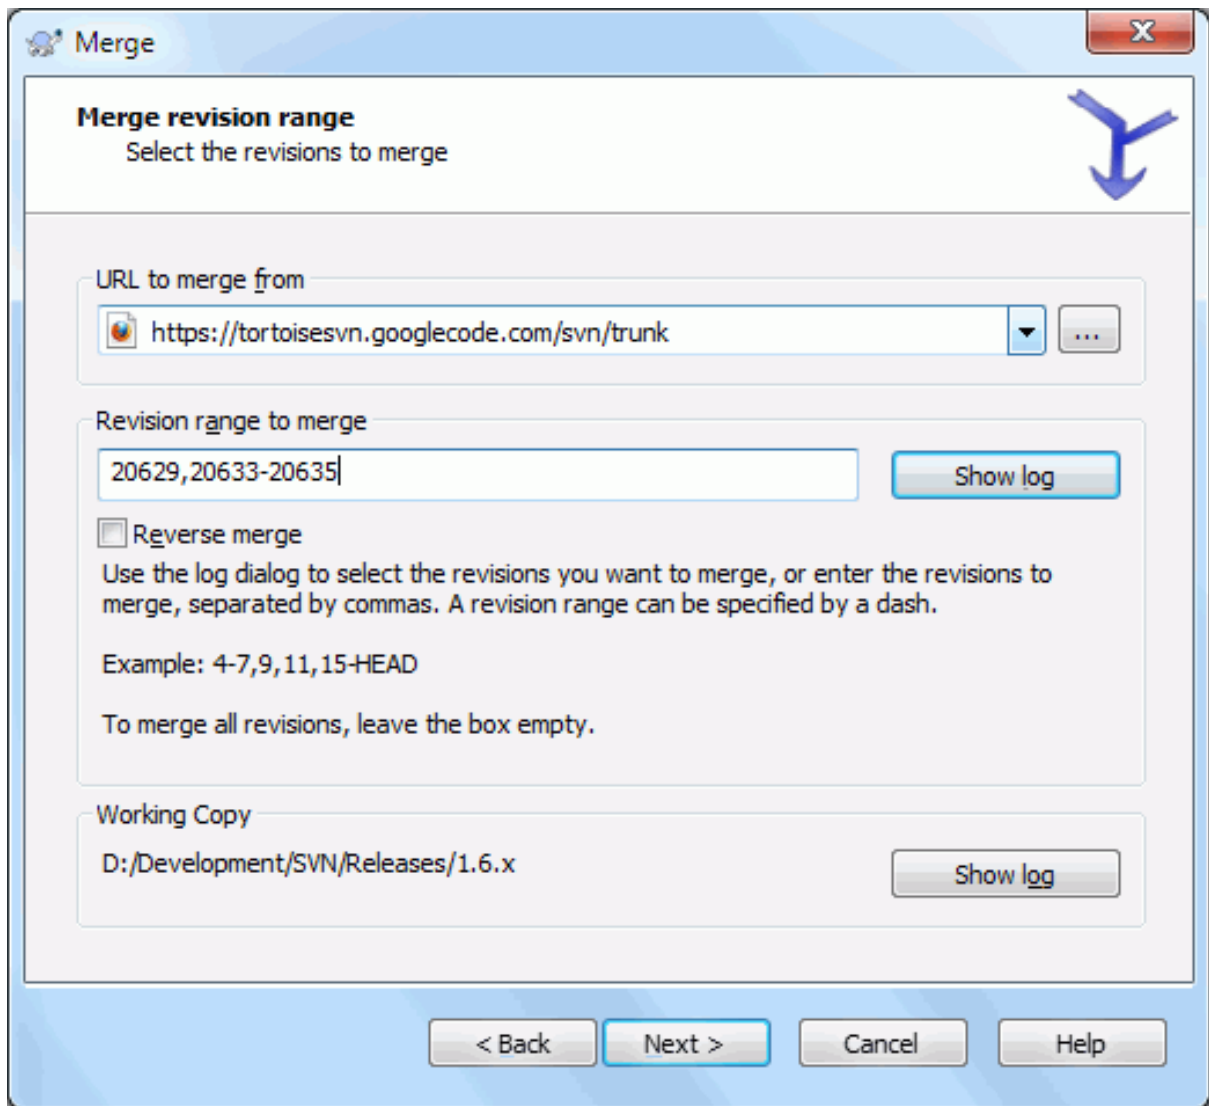 Merge
Merge revision range
Select the revisions to merge
URL to merge from
https://tortoisesvn.googlecode.com/svn/trunk
...
Revision range to merge
20629,20633-20635
Show log
Reverse merge
Use the log dialog to select the revisions you want to merge, or enter the revisions to
merge, separated by commas. A revision range can be specified by a dash.
Example: 4-7,9,11,15-HEAD
To merge all revisions, leave the box empty.
Working Copy
D:/Development/SVN/Releases/1.6.x
Show log
< Back
Next >
Cancel
Help